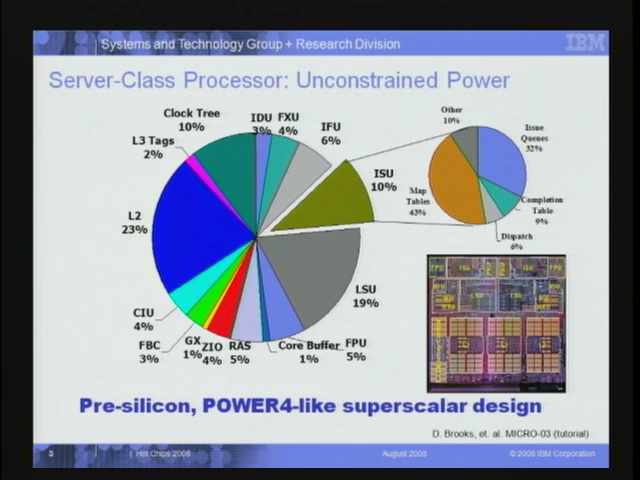 Systems and Technology Group + Research Division
IBM
Server-Class Processor: Unconstrained Power
Clock Tree
10%
IDU
3%
FXU
4%
IFU
6%
ISU
10%
LSU
19%
FPU
5%
Core Buffer
1%
RAS
5%
ZIO
4%
GX
1%
FBC
3%
CIU
4%
L2
23%
L3 Tags
2%
Other
10%
Issue
Queues
32%
Completion
Table
9%
Dispatch
6%
Map
Tables
43%
Pre-silicon, POWER4-like superscalar design
D. Brooks, et. al. MICRO-03 (tutorial)
3
| Hot Chips 2006
August 2006
© 2006 IBM Corporation